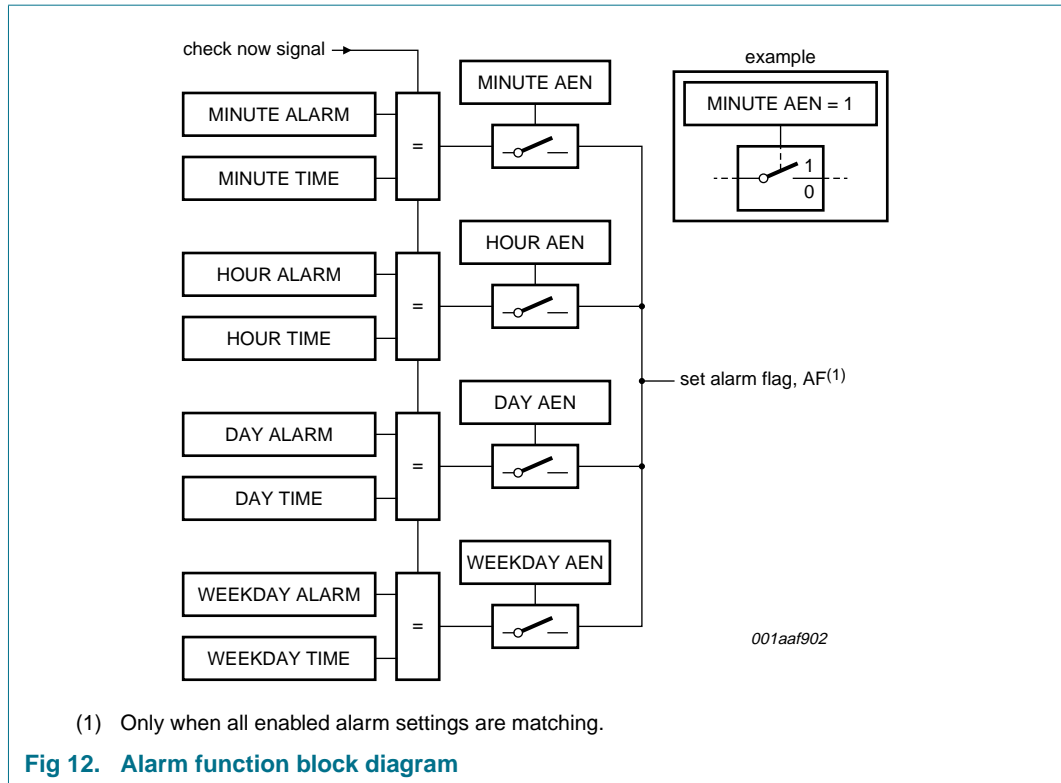 check now signal
example
MINUTE AEN
MINUTE ALARM
MINUTE AEN = 1
=
MINUTE TIME
1
0
HOUR AEN
HOUR ALARM
=
HOUR TIME
set alarm flag, AF(1)
DAY AEN
DAY ALARM
=
DAY TIME
WEEKDAY AEN
WEEKDAY ALARM
=
WEEKDAY TIME
001aaf902
(1) Only when all enabled alarm settings are matching.
Fig 12. Alarm function block diagram